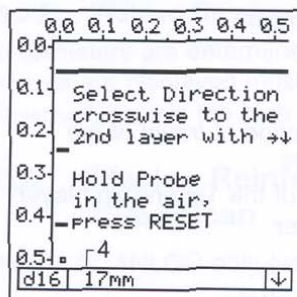 0.0 0.1 0.2 0.3 0.4 0.5
0.0
0.1
Select Direction
crosswise to the
0.2
2nd layer with →↓
0.3
Hold Probe
in the air,
0.4
press RESET
0.5
4
d16 17mm ↓